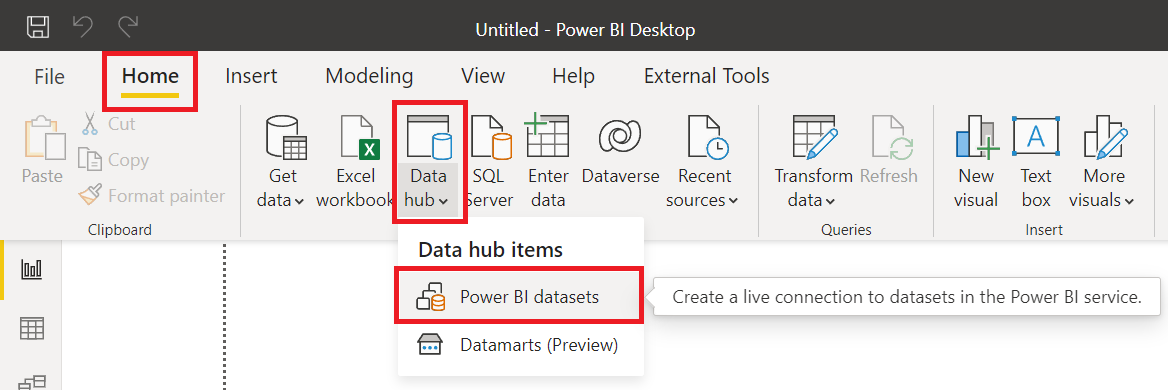 Untitled - Power BI Desktop
File Home Insert Modeling View Help External Tools
Paste
Cut
Copy
Format painter
Clipboard
Get
data
Excel
workbook
X
Data
hub
SQL
Server
Enter
data
Dataverse
Recent
sources
Transform
data
Refresh
Queries
New
visual
A
Text
box
More
visuals
Insert
Data hub items
Power BI datasets
Create a live connection to datasets in the Power BI service.
Datamarts (Preview)